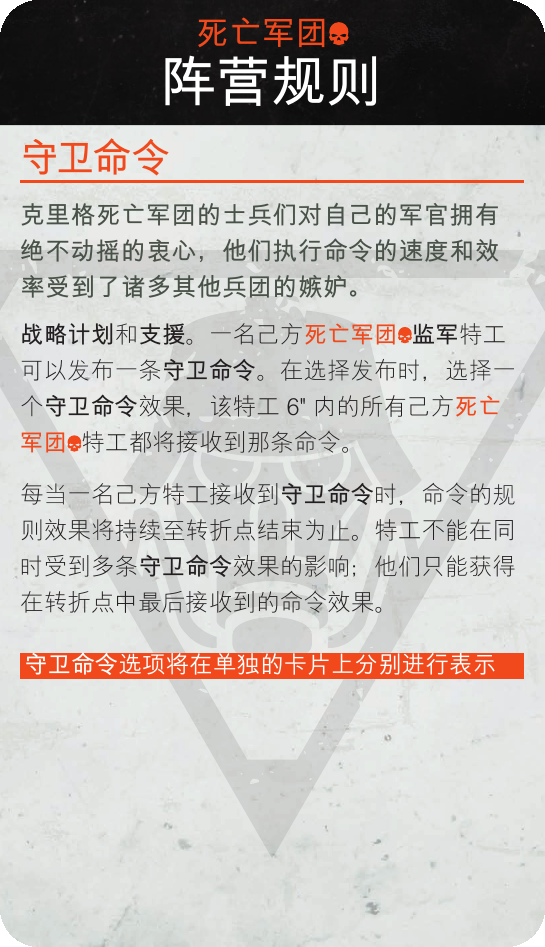 死亡军团
阵营规则
守卫命令
克里格死亡军团的士兵们对自己的军官拥有
绝不动摇的衷心，他们执行命令的速度和效
率受到了诸多其他兵团的嫉妒。
战略计划和支援。一名己方死亡军团监军特工
可以发布一条守卫命令。在选择发布时，选择一
个守卫命令效果，该特工 6" 内的所有己方死亡
军团特工都将接收到那条命令。
每当一名己方特工接收到守卫命令时，命令的规
则效果将持续至转折点结束为止。特工不能在同
时受到多条守卫命令效果的影响；他们只能获得
在转折点中最后接收到的命令效果。
守卫命令选项将在单独的卡片上分别进行表示